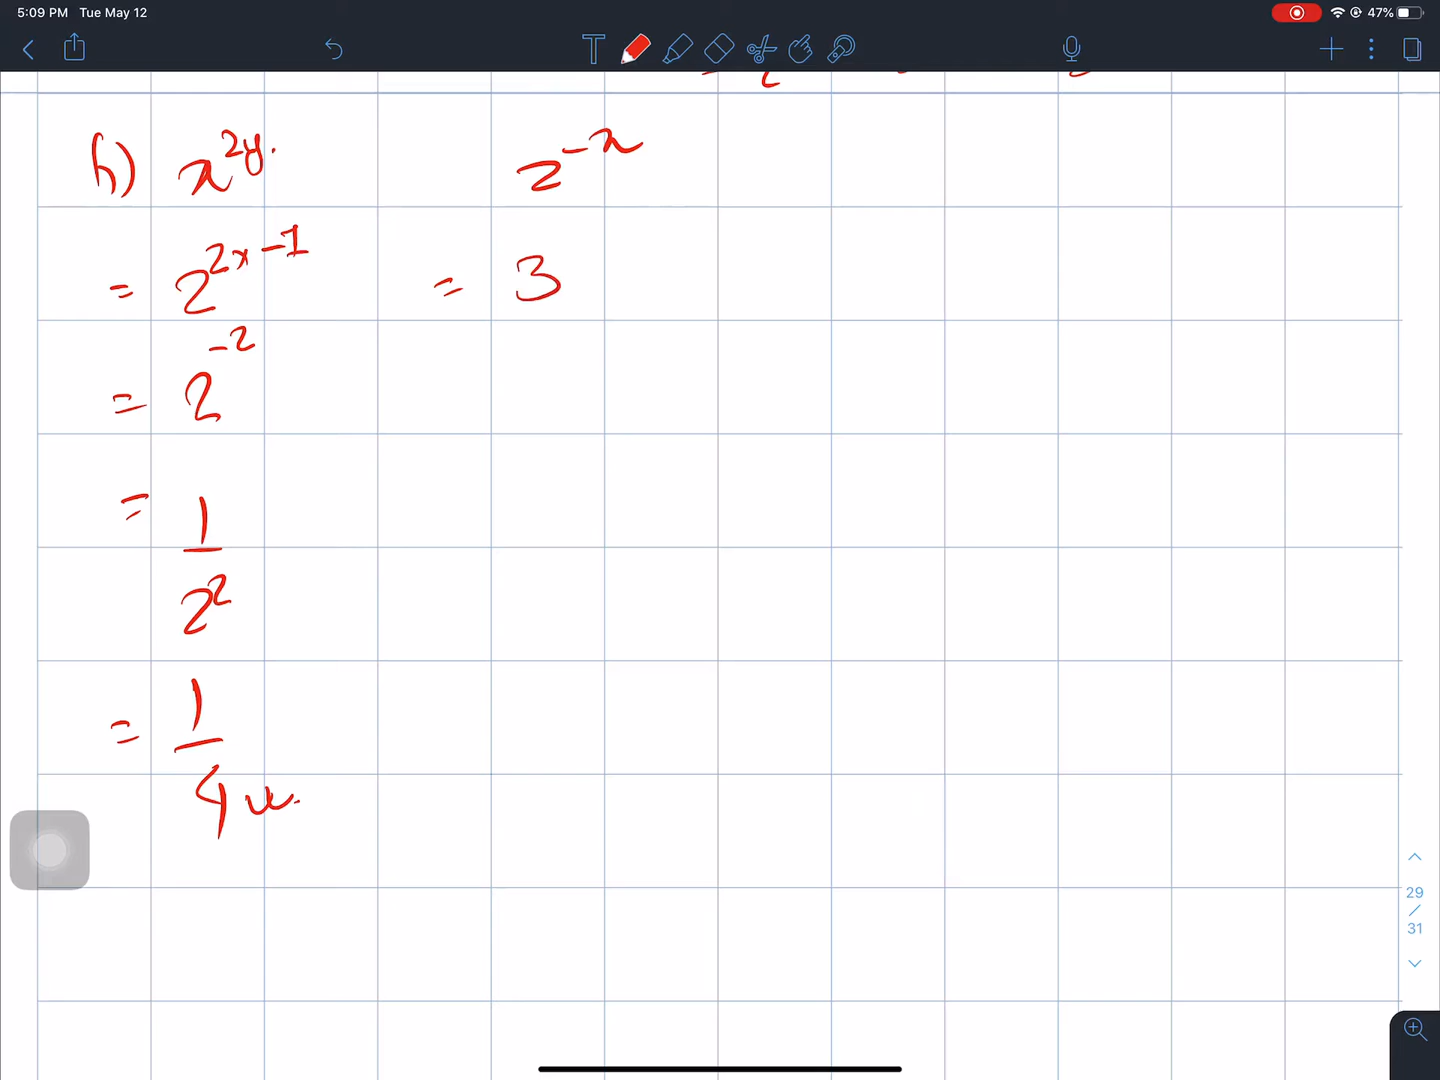 5:09 PM Tue May 12
47%
h) x^2y. z^-x
= 2^2x-1 = 3
= 2^-2
= 1/2^2
= 1/4
29
/
31